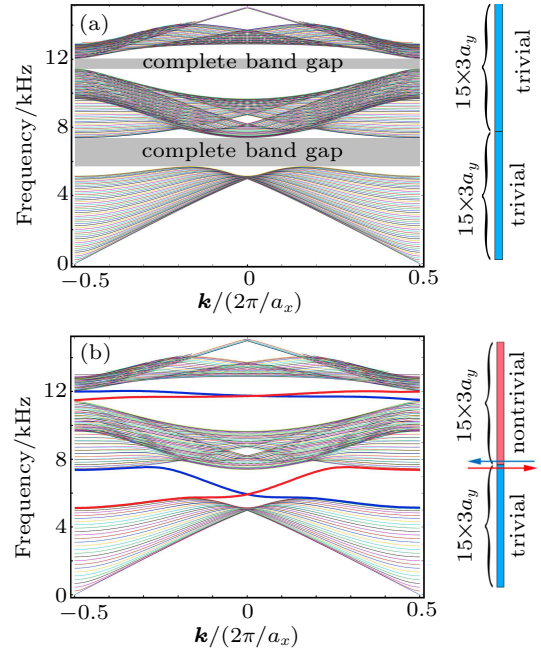 (a)
12
8
4
0
Frequency/kHz
complete band gap
complete band gap
−0.5
0
0.5
k/(2π/a_x)
15×3a_y
trivial
15×3a_y
trivial
(b)
16
12
8
4
0
Frequency/kHz
−0.5
0
0.5
k/(2π/a_x)
15×3a_y
nontrivial
15×3a_y
trivial